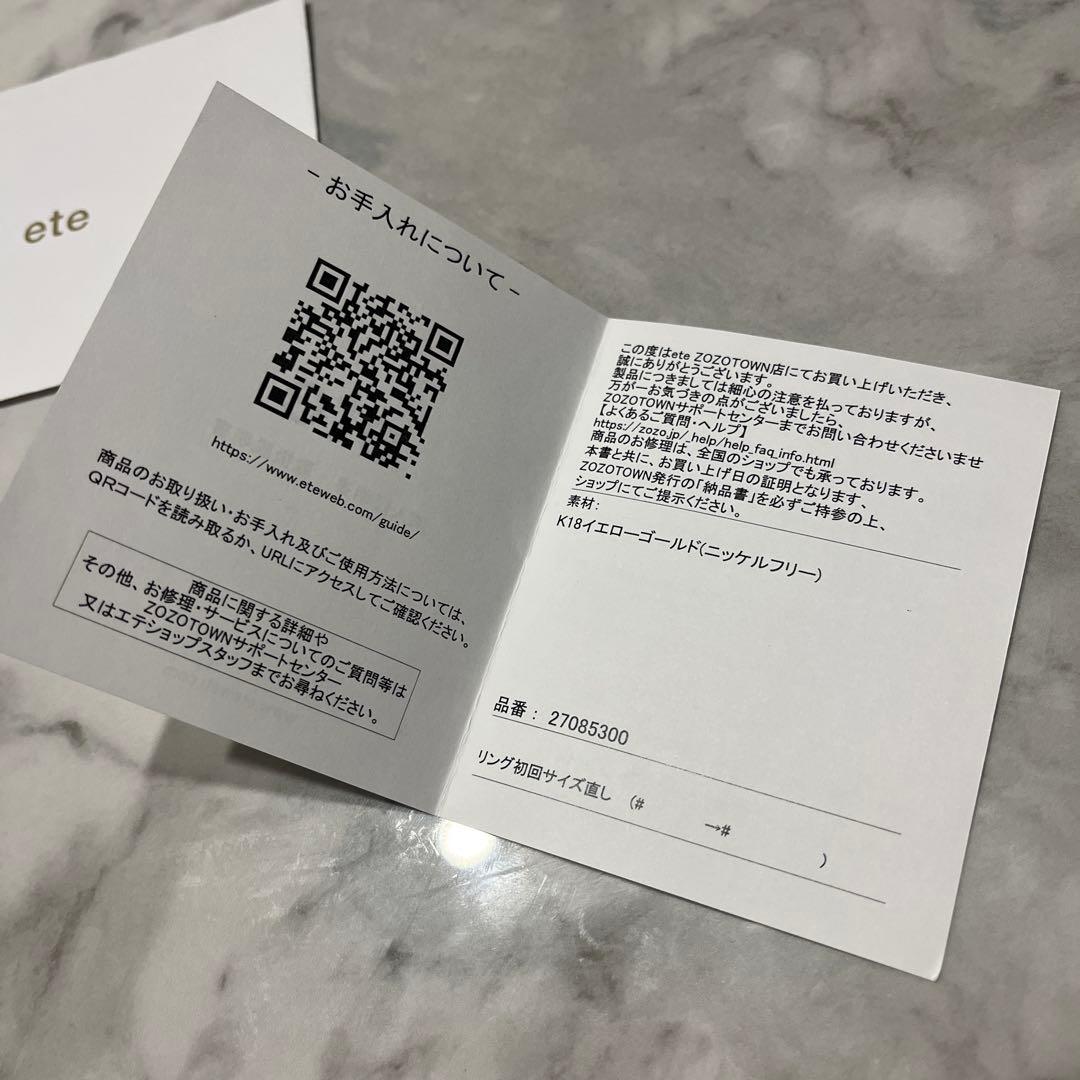 ete
- お手入れについて -
https://www.eteweb.com/guide/
商品のお取り扱い・お手入れ及びご使用方法については、
QRコードを読み取るか、URLにアクセスしてご確認ください。
商品に関する詳細や
その他、お修理・サービスについてのご質問等は
ZOZOTOWNサポートセンター
又はエテショップスタッフまでお尋ねください。
この度はete ZOZOTOWN店にてお買い上げいただき、
誠にありがとうございます。
製品につきましては細心の注意を払っておりますが、
万が一お気づきの点がございましたら、
ZOZOTOWNサポートセンターまでお問い合わせくださいませ
【よくあるご質問・ヘルプ】
https://zozo.jp/_help/help_faq_info.html
商品のお修理は、全国のショップでも承っております。
本書と共に、お買い上げ日の証明となります、
ZOZOTOWN発行の「納品書」を必ずご持参の上、
ショップにてご提示ください。
素材:
K18イエローゴールド(ニッケルフリー)
品番： 27085300
リング初回サイズ直し (# →# )